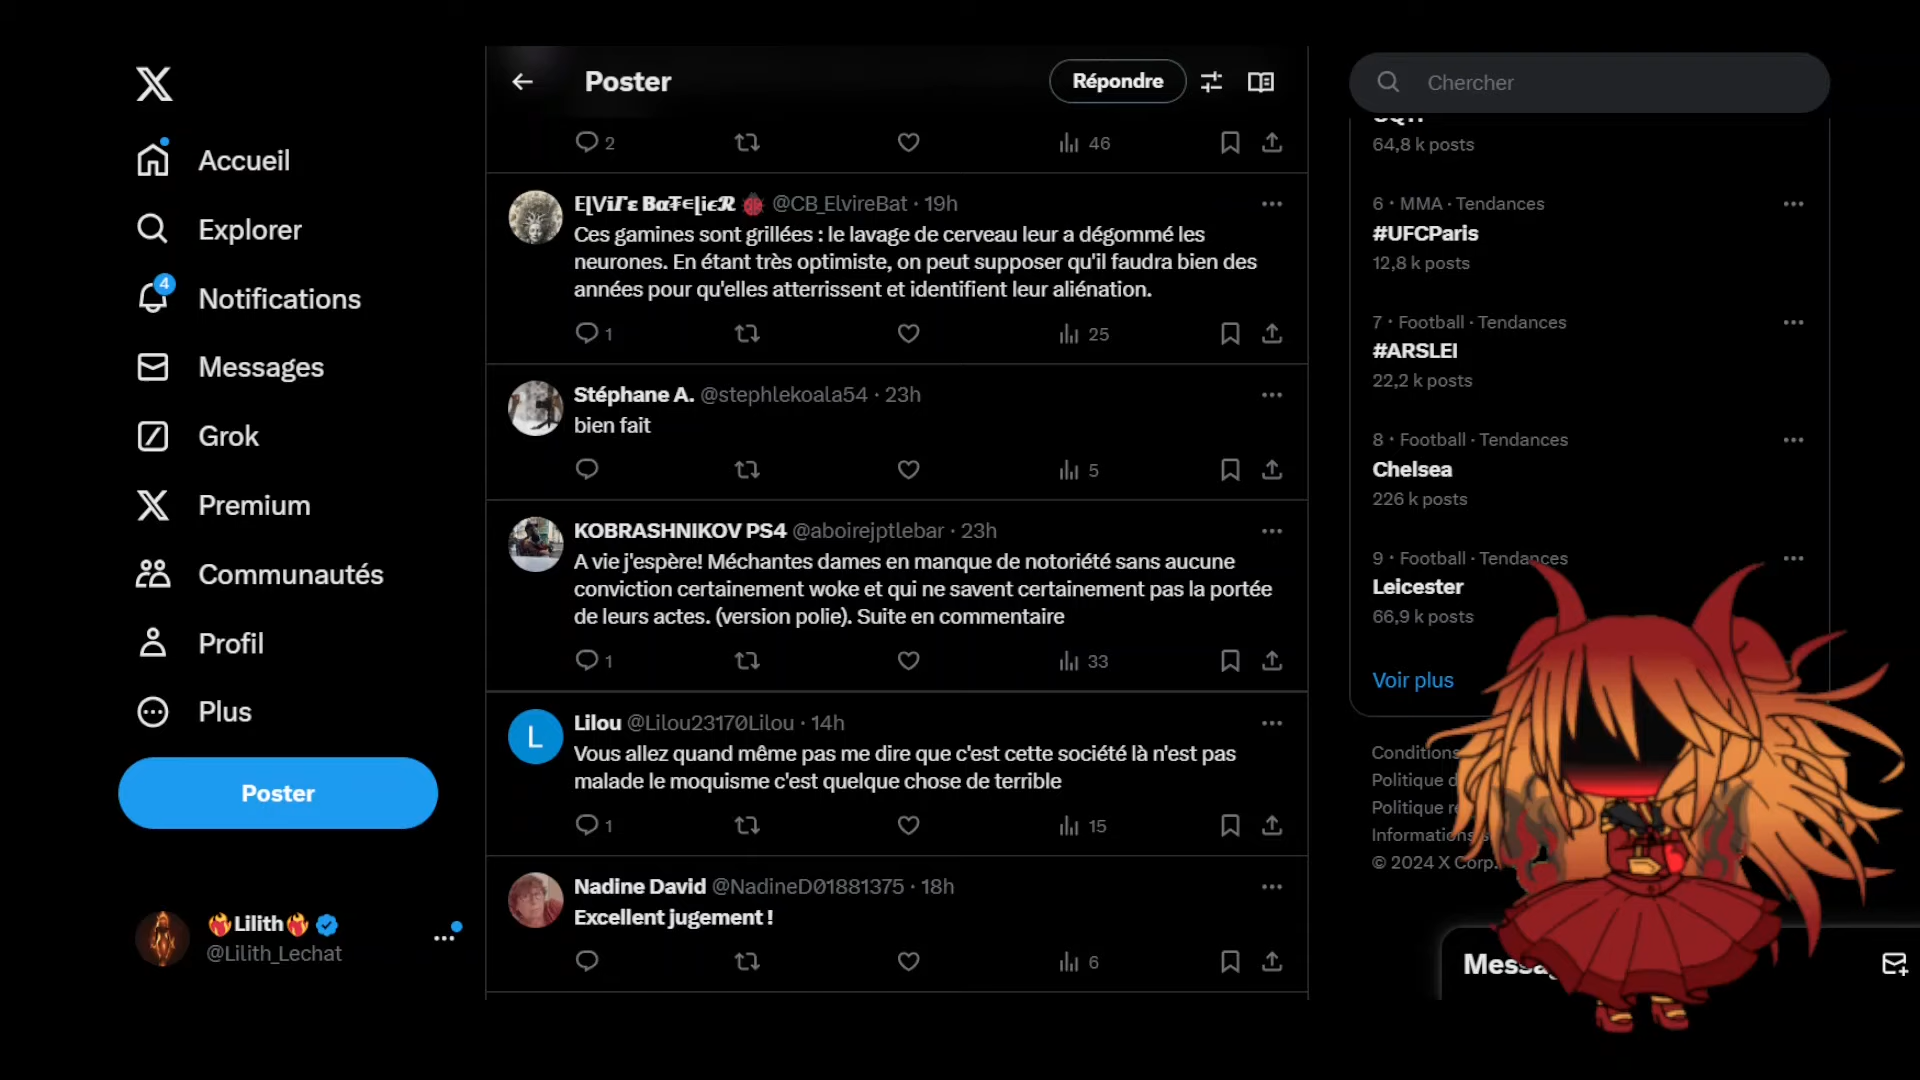 Accueil
Explorer
4
Notifications
Messages
Grok
Premium
Communautés
Profil
Plus
Poster
Lilith
@Lilith_Lechat
Poster
Répondre
2
46
ElViΓε BαŦ∊liєR @CB_ElvireBat · 19h
Ces gamines sont grillées : le lavage de cerveau leur a dégommé les
neurones. En étant très optimiste, on peut supposer qu'il faudra bien des
années pour qu'elles atterrissent et identifient leur aliénation.
1
25
Stéphane A. @stephlekoala54 · 23h
bien fait
5
KOBRASHNIKOV PS4 @aboirejptlebar · 23h
A vie j'espère! Méchantes dames en manque de notoriété sans aucune
conviction certainement woke et qui ne savent certainement pas la portée
de leurs actes. (version polie). Suite en commentaire
1
33
Lilou @Lilou23170Lilou · 14h
Vous allez quand même pas me dire que c'est cette société là n'est pas
malade le moquisme c'est quelque chose de terrible
1
15
Nadine David @NadineD01881375 · 18h
Excellent jugement !
6
Chercher
64,8 k posts
6 · MMA · Tendances
#UFCParis
12,8 k posts
7 · Football · Tendances
#ARSLEI
22,2 k posts
8 · Football · Tendances
Chelsea
226 k posts
9 · Football · Tendances
Leicester
66,9 k posts
Voir plus
Conditions
Politique
Politique
Informations
© 2024 X Corp.